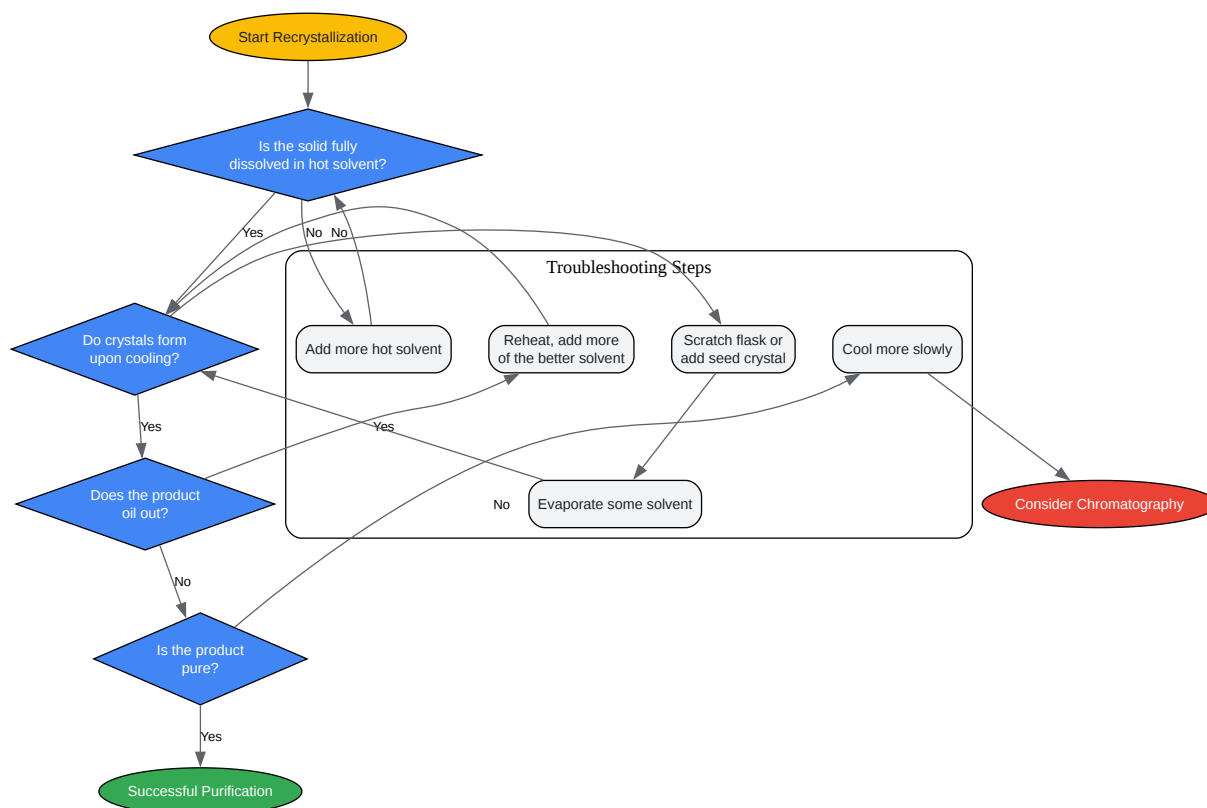 Start Recrystallization
Is the solid fully
dissolved in hot solvent?
Yes
No
No
Troubleshooting Steps
Do crystals form
upon cooling?
Add more hot solvent
Reheat, add more
of the better solvent
Scratch flask or
add seed crystal
Cool more slowly
Yes
Yes
Does the product
oil out?
No
Evaporate some solvent
Consider Chromatography
No
Is the product
pure?
Yes
Successful Purification